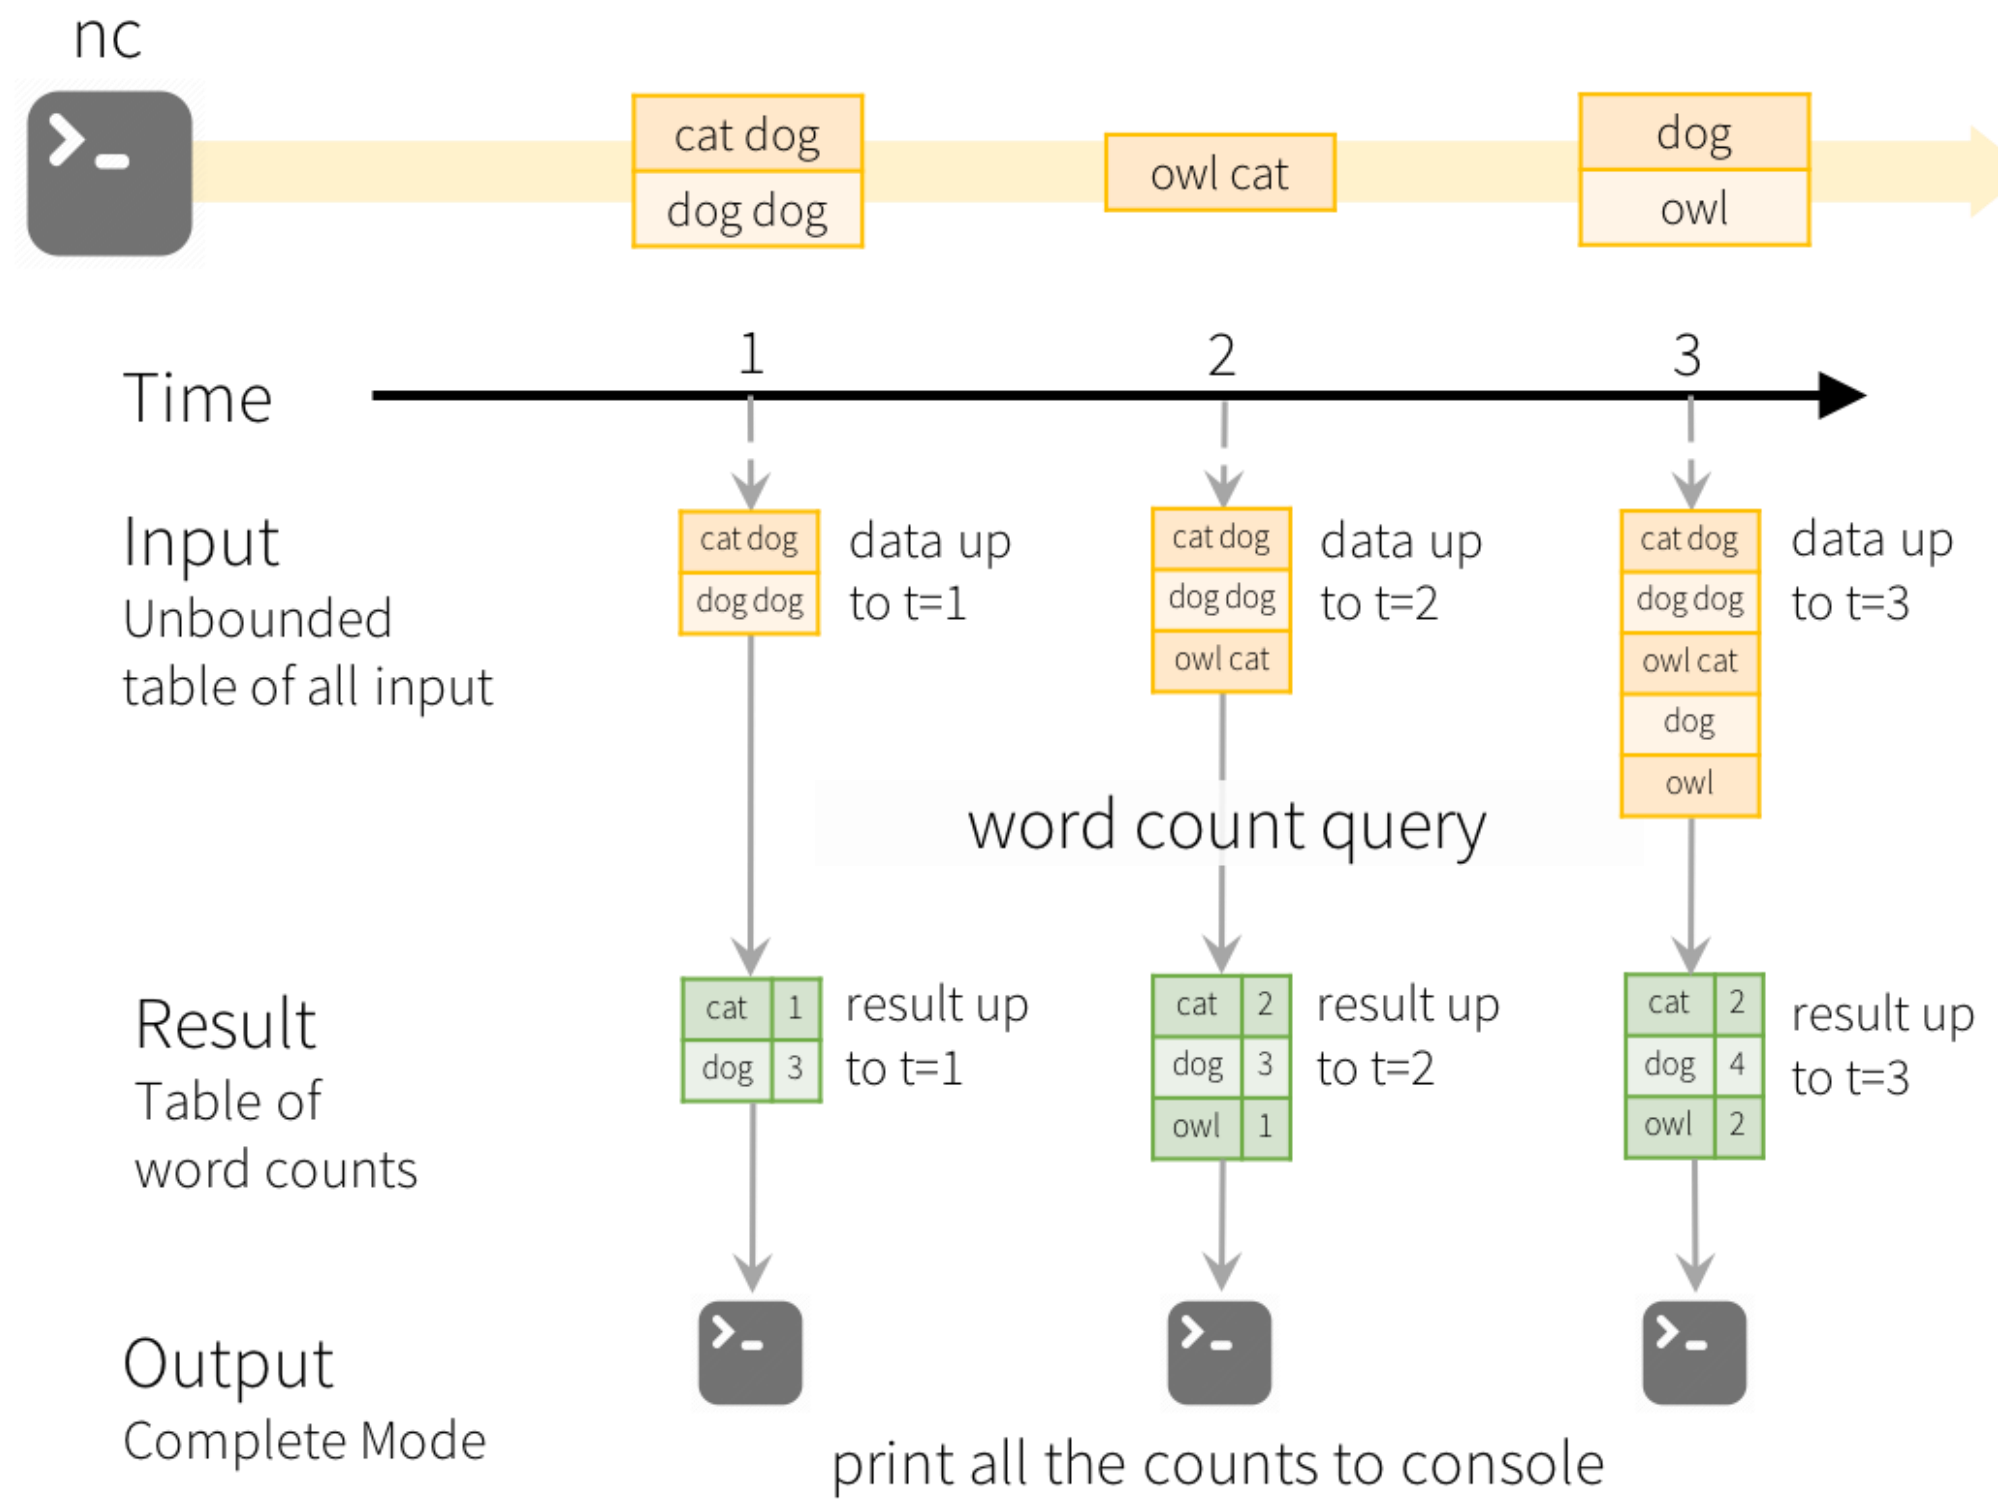 nc
cat dog
dog dog
owl cat
dog
owl
Time
1
2
3
Input
Unbounded
table of all input
cat dog
dog dog
data up
to t=1
cat dog
dog dog
owl cat
data up
to t=2
cat dog
dog dog
owl cat
dog
owl
data up
to t=3
word count query
Result
Table of
word counts
cat 1
dog 3
result up
to t=1
cat 2
dog 3
owl 1
result up
to t=2
cat 2
dog 4
owl 2
result up
to t=3
Output
Complete Mode
print all the counts to console